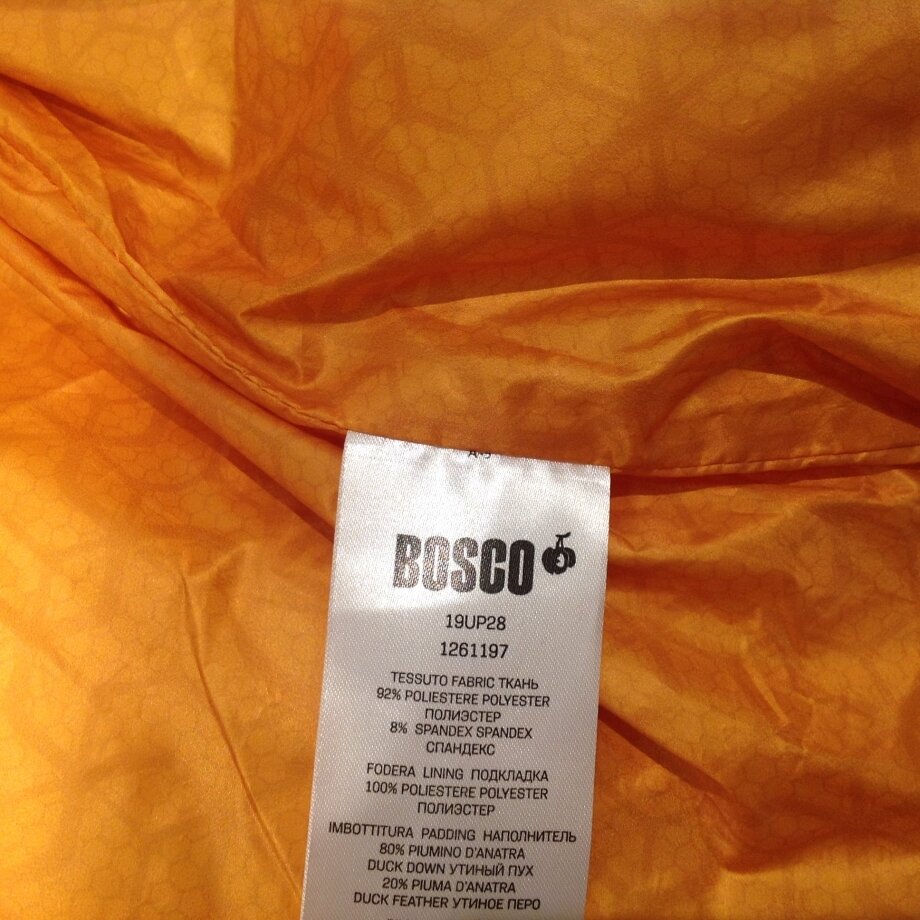 BOSCO
19UP28
1261197
TESSUTO FABRIC ТКАНЬ
92% POLIESTERE POLYESTER
ПОЛИЭСТЕР
8% SPANDEX SPANDEX
СПАНДЕКС
FODERA LINING ПОДКЛАДКА
100% POLIESTERE POLYESTER
ПОЛИЭСТЕР
IMBOTTITURA PADDING НАПОЛНИТЕЛЬ
80% PIUMINO D'ANATRA
DUCK DOWN УТИНЫЙ ПУХ
20% PIUMA D'ANATRA
DUCK FEATHER УТИНОЕ ПЕРО